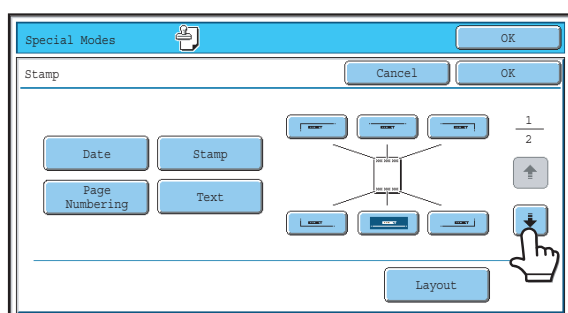 Special Modes
OK
Stamp
Cancel
OK
Date
Stamp
Page
Numbering
Text
1
2
Layout